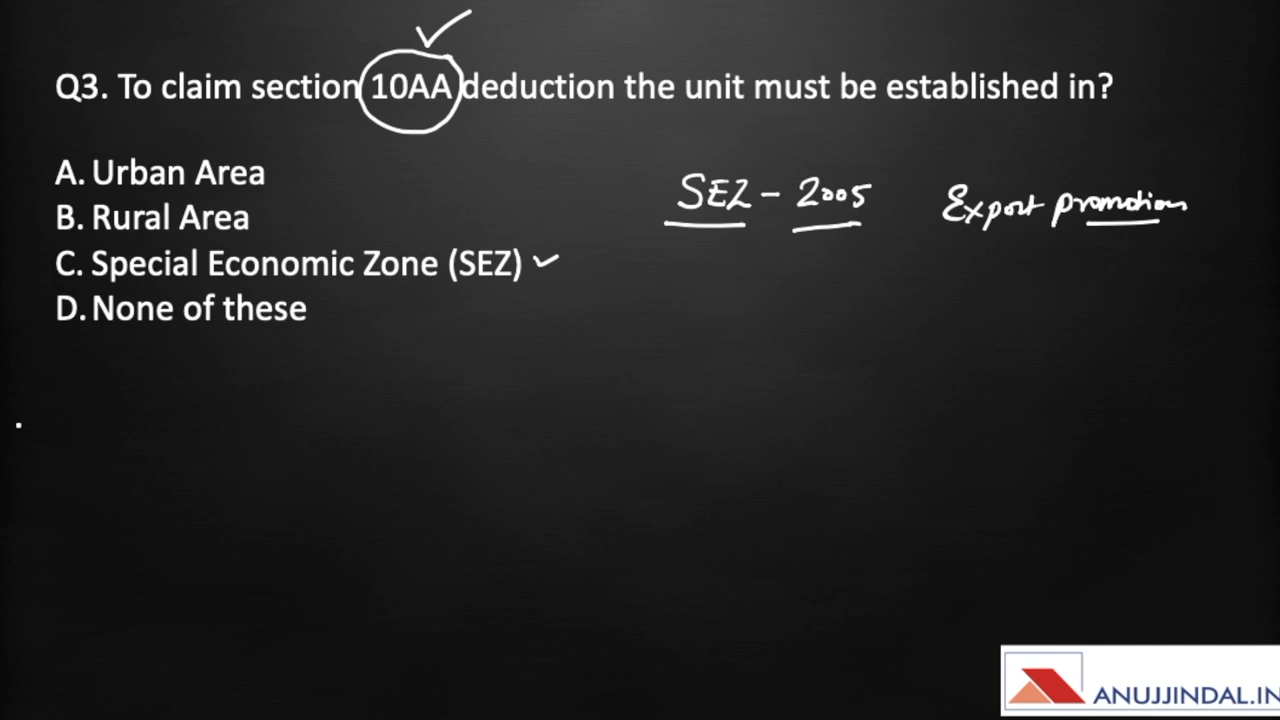 Q3. To claim section 10AA deduction the unit must be established in?
A. Urban Area
B. Rural Area
C. Special Economic Zone (SEZ)
D. None of these
SEZ - 2005 Export promotion
ANUJJINDAL.IN